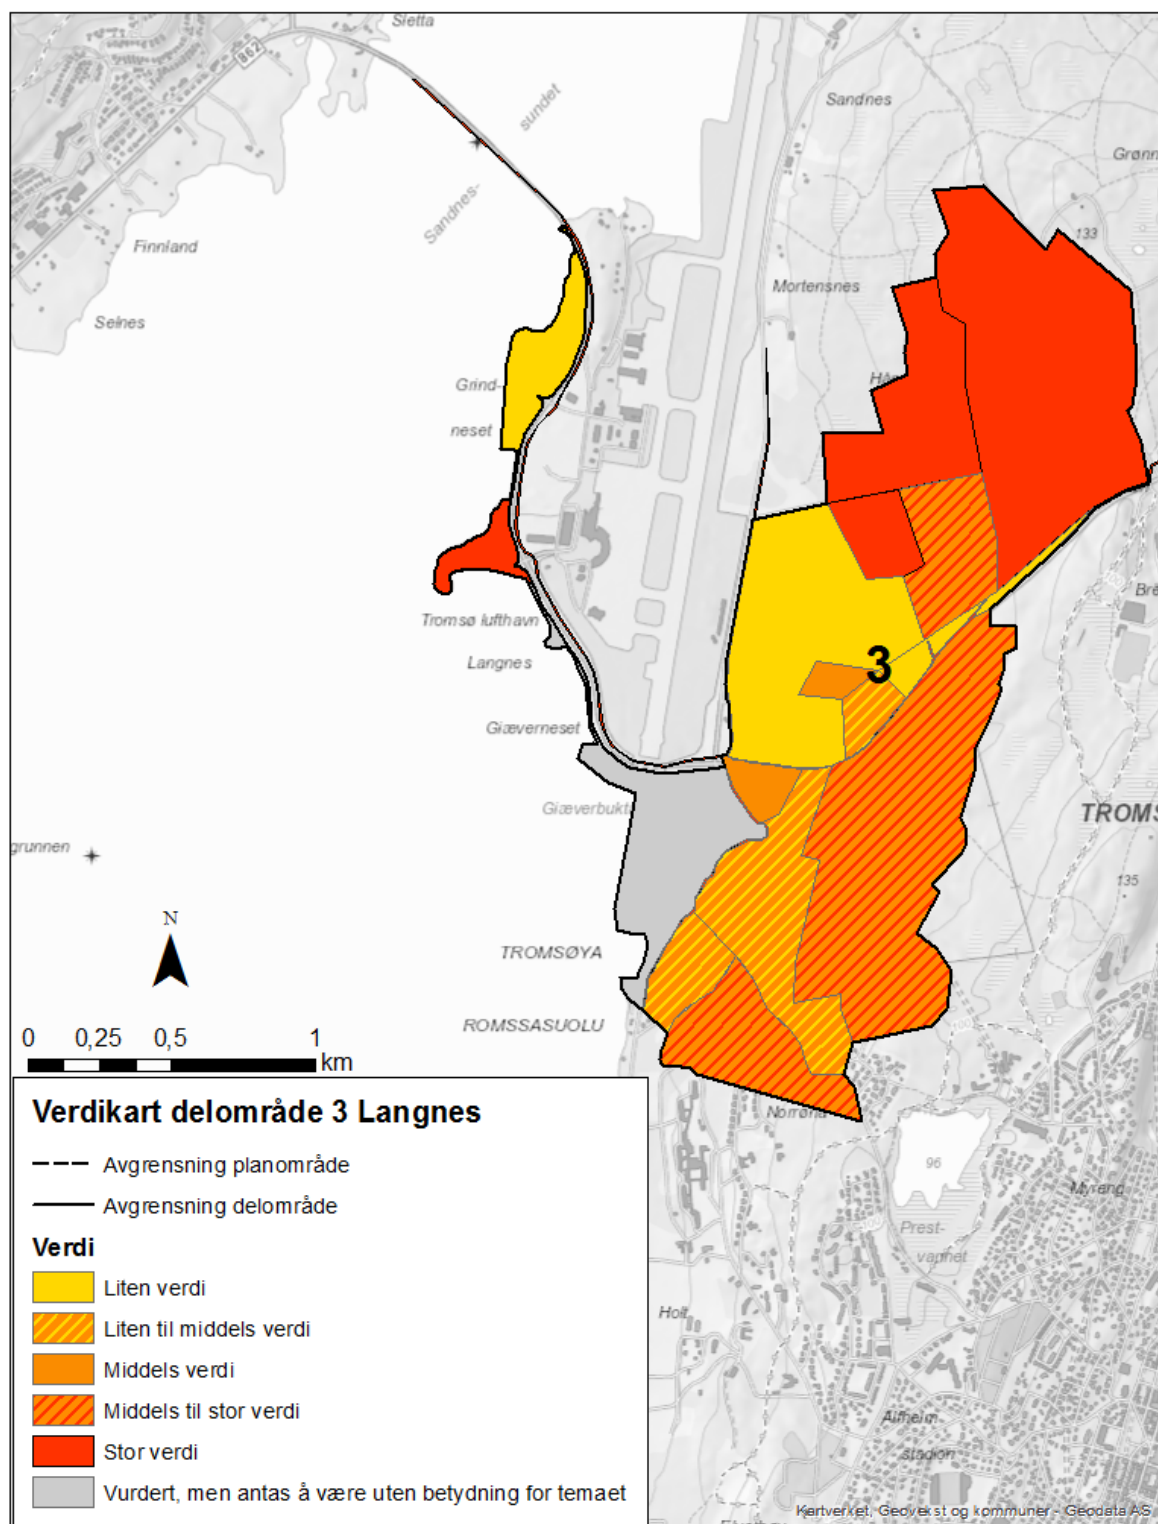 Sletta
862
sundet
Sandnes-
Sandnes
Finnland
133
Mortensnes
Selnes
Grind-
neset
Tromsø lufthavn
Langnes
3
Giæverneset
Giæverbukt
TROMS
grunnen
135
N
TROMSØYA
ROMSSASUOLU
0 0,25 0,5 1
km
Verdikart delområde 3 Langnes
Avgrensning planområde
Avgrensning delområde
Verdi
Liten verdi
Liten til middels verdi
Middels verdi
Middels til stor verdi
Stor verdi
Vurdert, men antas å være uten betydning for temaet
Norrøna
96
Myreng
Prest-
vannet
Holt
Alfheim
stadion
Kartverket, Geovekst og kommuner - Geodata AS